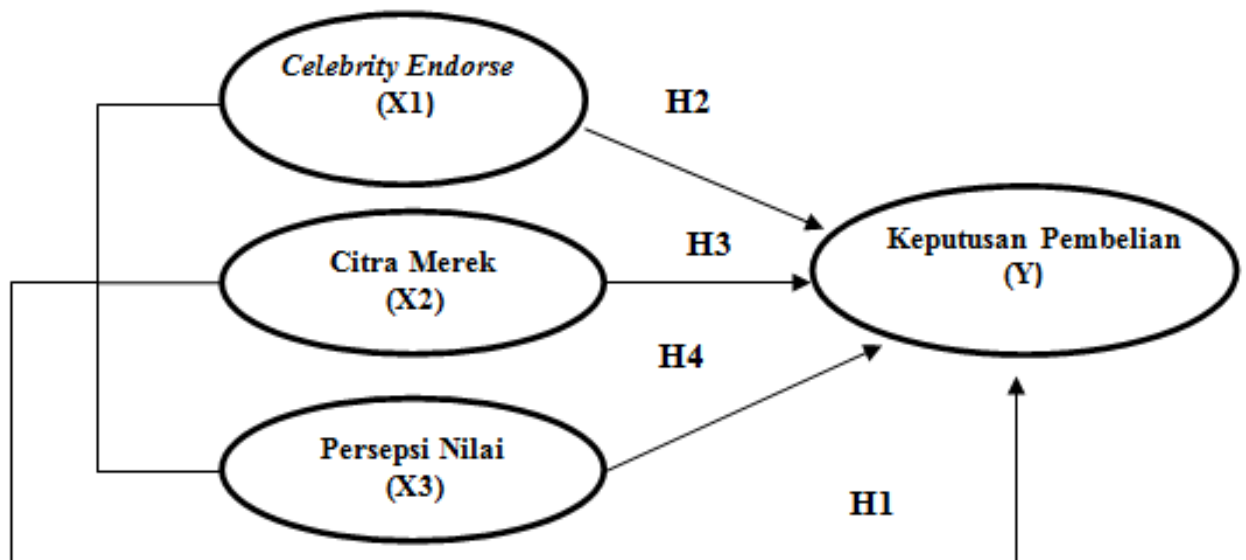 Celebrity Endorse
(X1)
H2
Keputusan Pembelian
(Y)
H3
Citra Merek
(X2)
H4
Persepsi Nilai
(X3)
H1